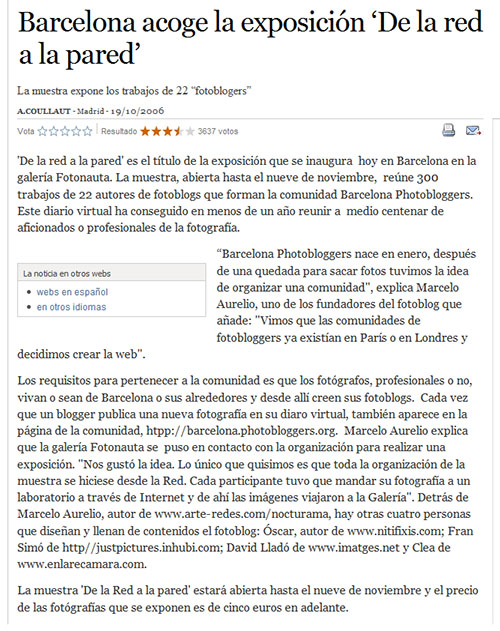 Barcelona acoge la exposición ‘De la red
a la pared’
La muestra expone los trabajos de 22 “fotoblogers”
A.COULLAUT - Madrid - 19/10/2006
Vota Resultado 3637 votos
'De la red a la pared' es el título de la exposición que se inaugura hoy en Barcelona en la
galería Fotonauta. La muestra, abierta hasta el nueve de noviembre, reúne 300
trabajos de 22 autores de fotoblogs que forman la comunidad Barcelona Photobloggers.
Este diario virtual ha conseguido en menos de un año reunir a medio centenar de
aficionados o profesionales de la fotografía.
La noticia en otros webs
• webs en español
• en otros idiomas
“Barcelona Photobloggers nace en enero, después
de una quedada para sacar fotos tuvimos la idea
de organizar una comunidad", explica Marcelo
Aurelio, uno de los fundadores del fotoblog que
añade: "Vimos que las comunidades de
fotobloggers ya existían en París o en Londres y
decidimos crear la web".
Los requisitos para pertenecer a la comunidad es que los fotógrafos, profesionales o no,
vivan o sean de Barcelona o sus alrededores y desde allí creen sus fotoblogs. Cada vez
que un blogger publica una nueva fotografía en su diaro virtual, también aparece en la
página de la comunidad, htpp://barcelona.photobloggers.org. Marcelo Aurelio explica
que la galería Fotonauta se puso en contacto con la organización para realizar una
exposición. "Nos gustó la idea. Lo único que quisimos es que toda la organización de la
muestra se hiciese desde la Red. Cada participante tuvo que mandar su fotografía a un
laboratorio a través de Internet y de ahí las imágenes viajaron a la Galería". Detrás de
Marcelo Aurelio, autor de www.arte-redes.com/nocturama, hay otras cuatro personas
que diseñan y llenan de contenidos el fotoblog: Óscar, autor de www.nitifixis.com; Fran
Simó de http//justpictures.inhubi.com; David Lladó de www.imatges.net y Clea de
www.enlarecamara.com.
La muestra 'De la Red a la pared' estará abierta hasta el nueve de noviembre y el precio
de las fotógrafías que se exponen es de cinco euros en adelante.